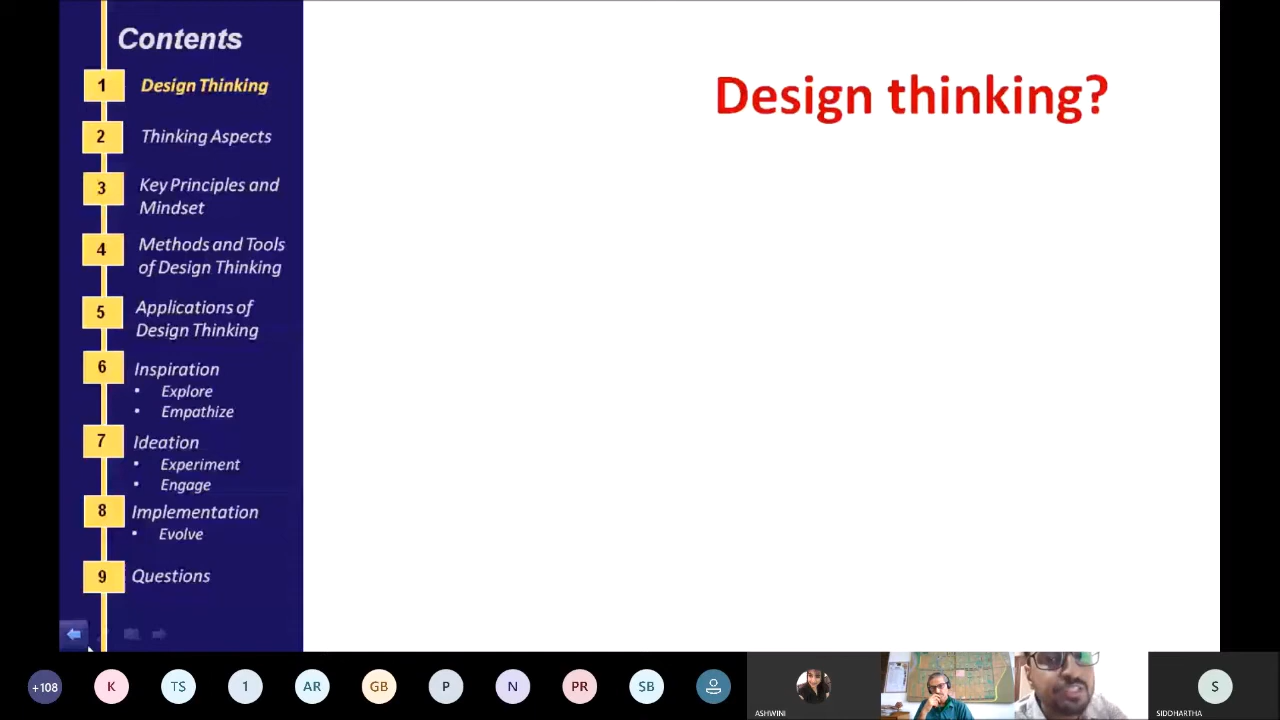 Contents
1 Design Thinking
2 Thinking Aspects
3 Key Principles and
Mindset
4 Methods and Tools
of Design Thinking
5 Applications of
Design Thinking
6 Inspiration
• Explore
• Empathize
7 Ideation
• Experiment
• Engage
8 Implementation
• Evolve
9 Questions
Design thinking?
+108 K TS 1 AR GB P N PR SB S
ASHWINI SIDDHARTHA